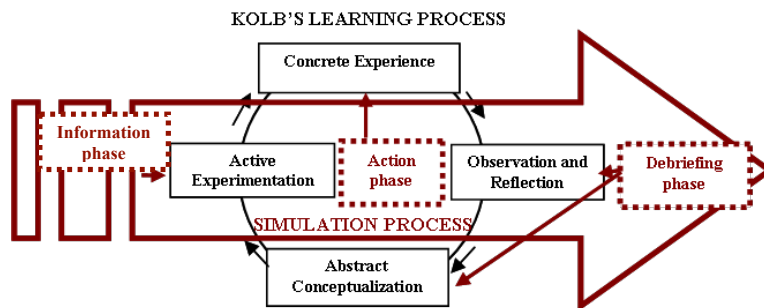 KOLB'S LEARNING PROCESS
Concrete Experience
Information
phase
Active
Experimentation
Action
phase
Observation and
Reflection
Debriefing
phase
SIMULATION PROCESS
Abstract
Conceptualization